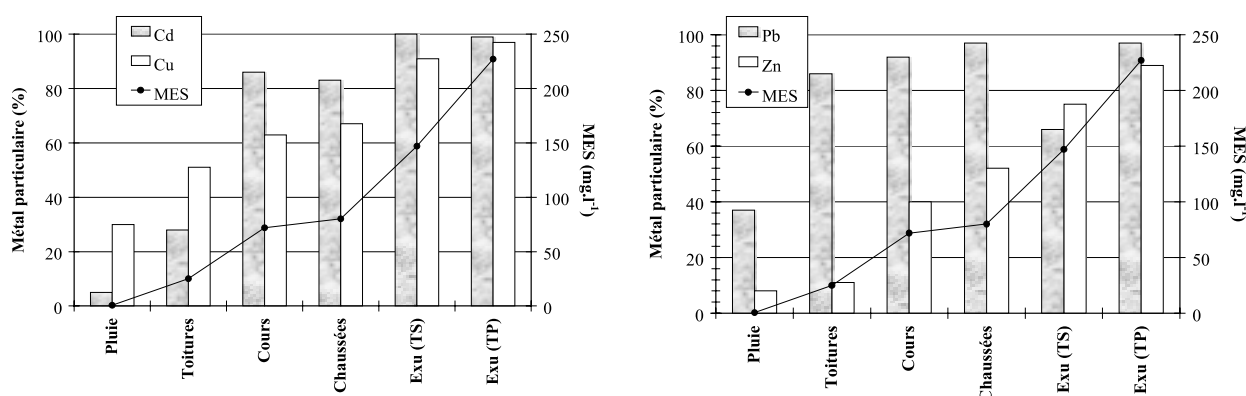 Cd
Cu
MES
Métal particulaire (%)
100
80
60
40
20
0
250
200
150
100
50
0
MES (mg.l-1)
Pluie
Toitures
Cours
Chaussées
Exu (TS)
Exu (TP)
Pb
Zn
MES
Métal particulaire (%)
100
80
60
40
20
0
250
200
150
100
50
0
MES (mg.l-1)
Pluie
Toitures
Cours
Chaussées
Exu (TS)
Exu (TP)